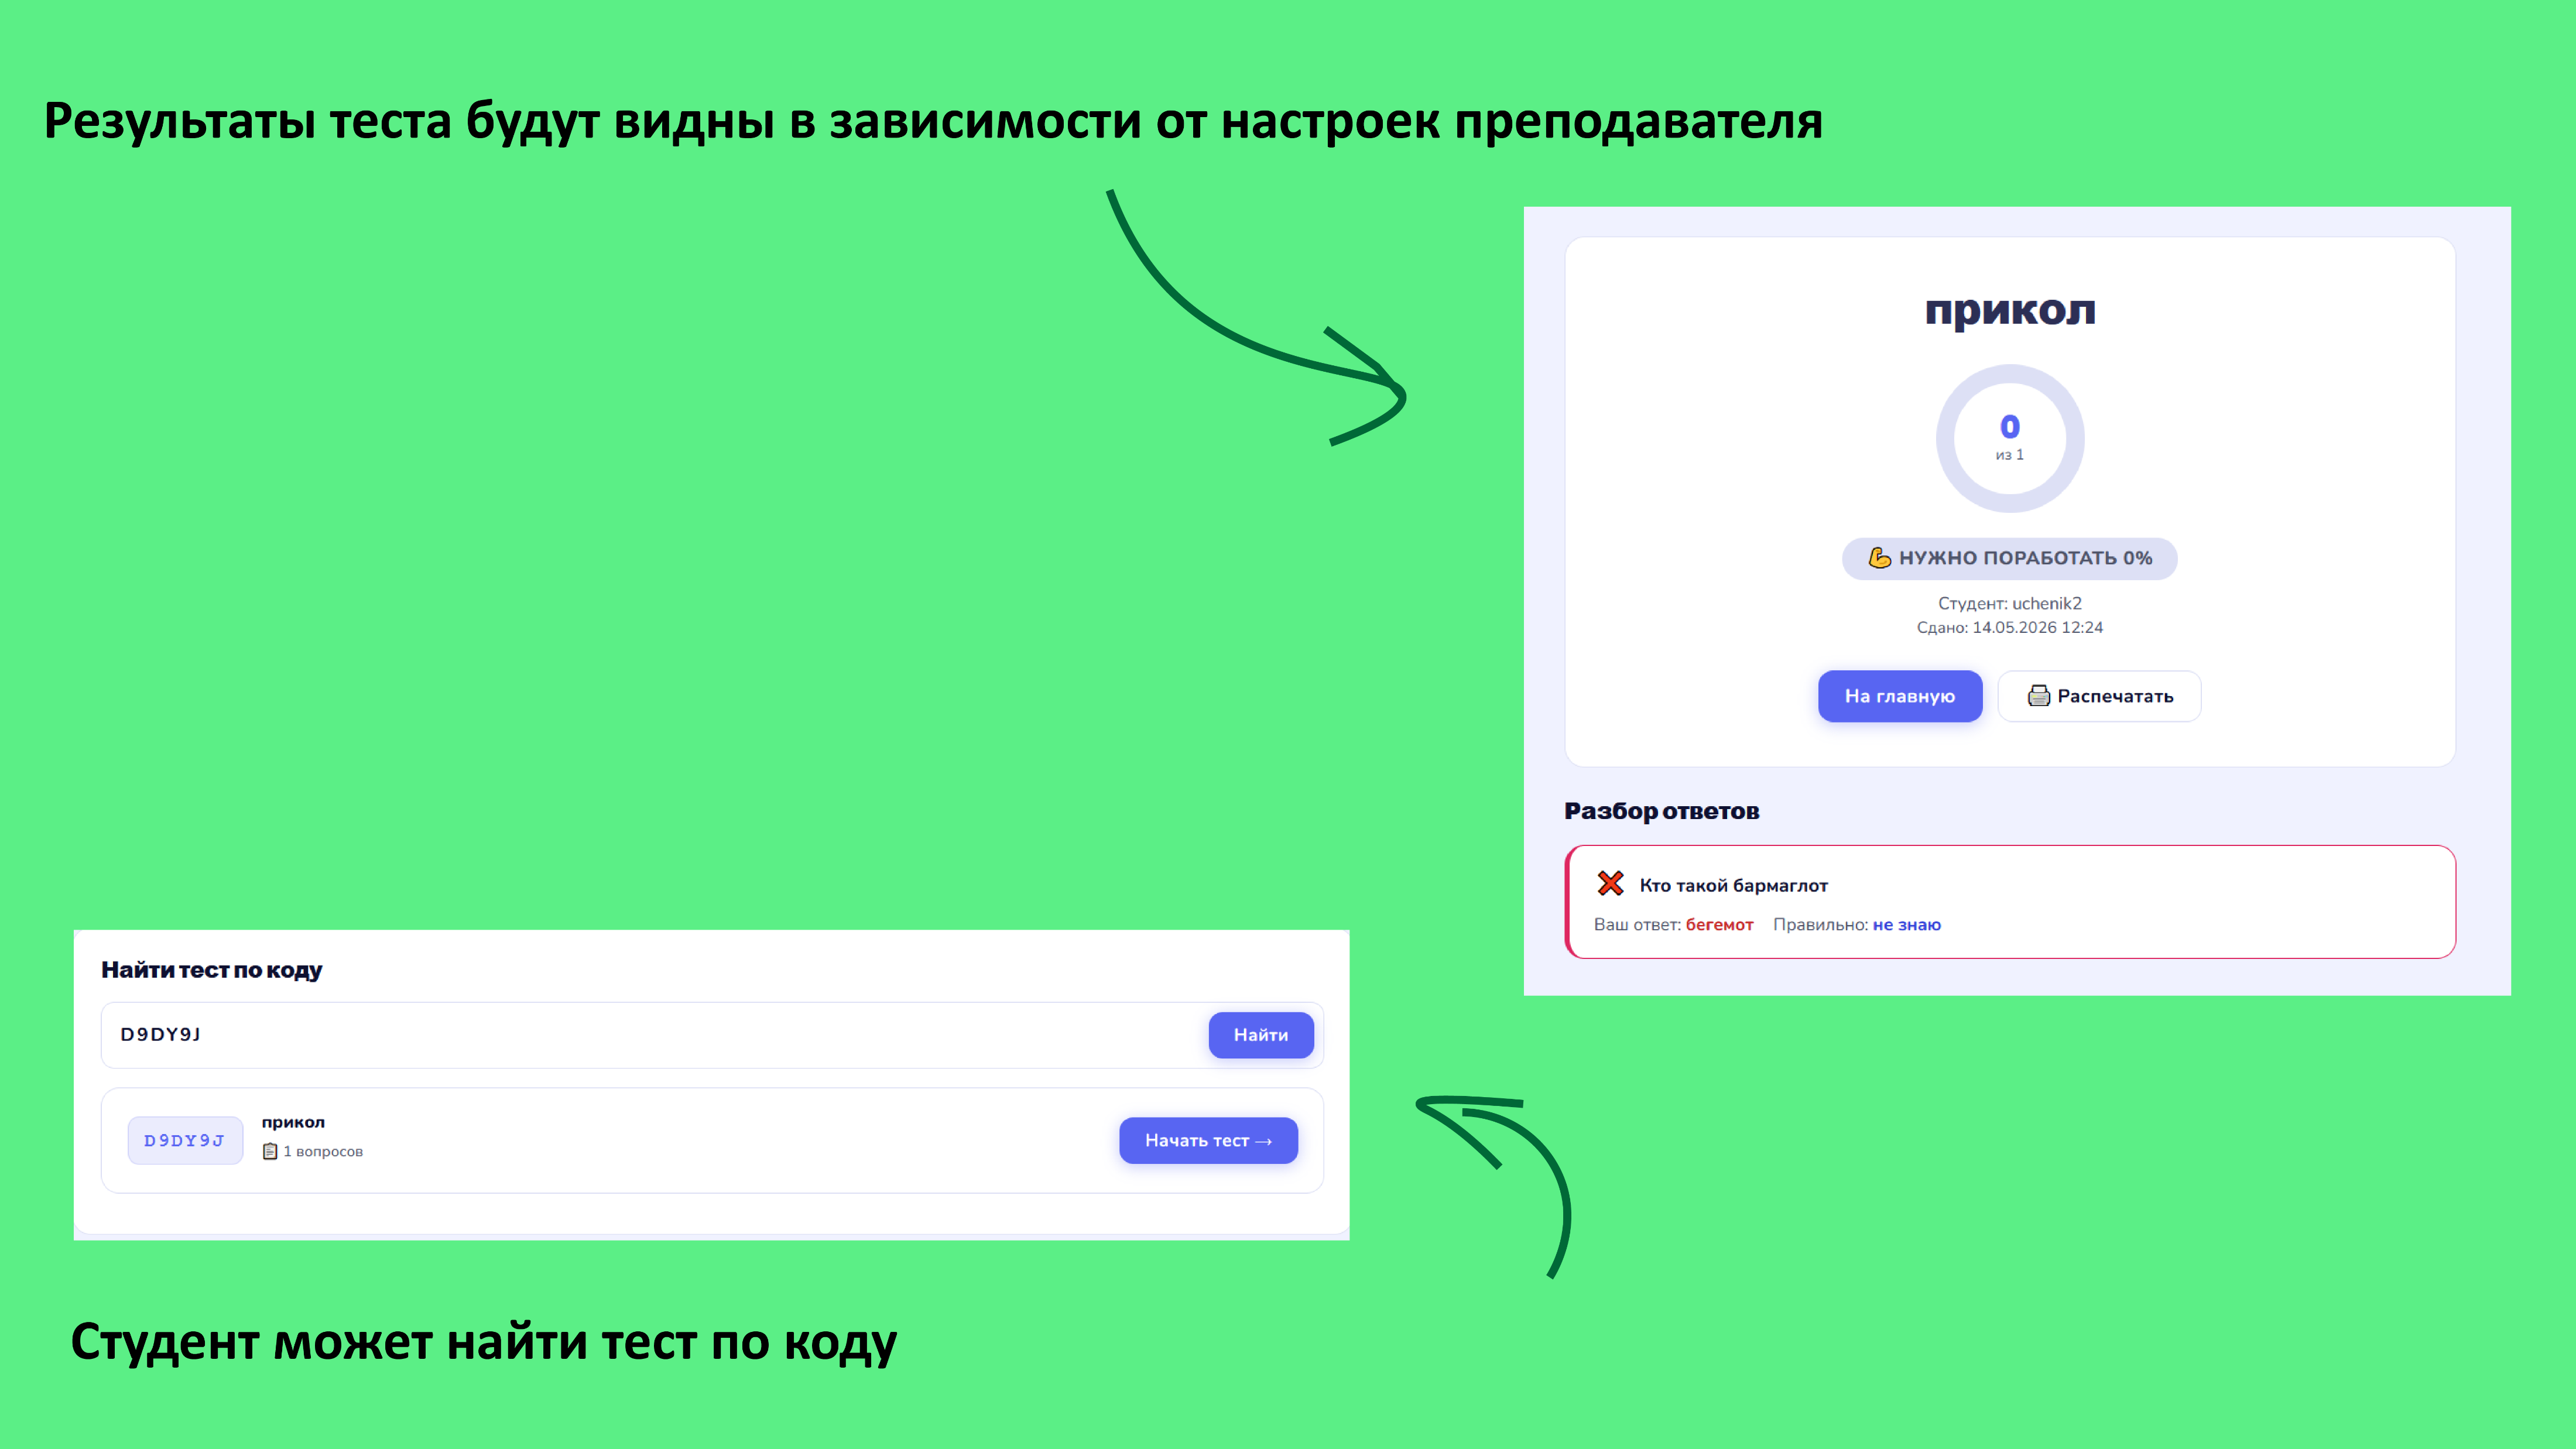 Результаты теста будут видны в зависимости от настроек преподавателя
прикол
0
из 1
НУЖНО ПОРАБОТАТЬ 0%
Студент: uchenik2
Сдано: 14.05.2026 12:24
На главную
Распечатать
Разбор ответов
Кто такой бармаглот
Ваш ответ: бегемот Правильно: не знаю
Найти тест по коду
D9DY9J
Найти
D9DY9J
прикол
1 вопросов
Начать тест →
Студент может найти тест по коду